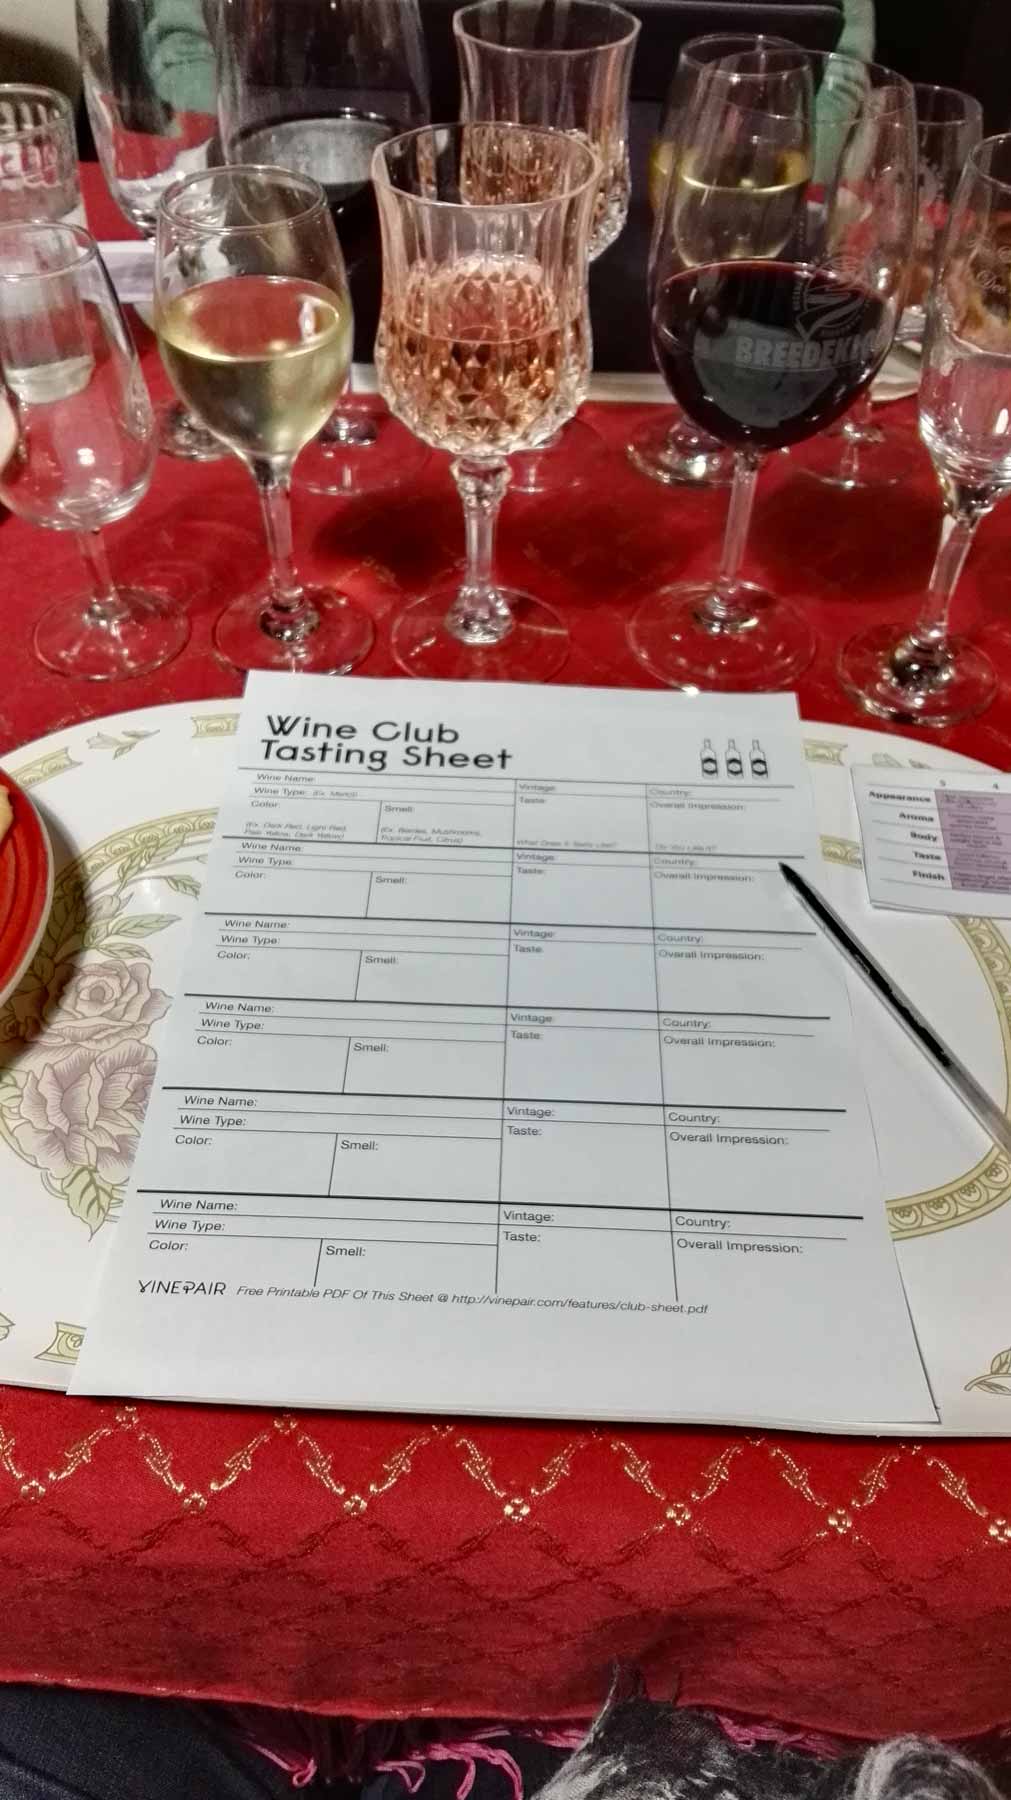 BREEDEK
Dee
Wine Club
Tasting Sheet
Wine Name:
Vintage:
Wine Type: (Ex. Merlot)
Country:
Color:
Smell:
Taste:
Overall Impression:
(Ex. Dark Red, Light Red,
Pale Yellow, Dark Yellow)
(Ex. Berries, Mushrooms,
Tropical Fruit, Citrus)
What Does It Taste Like?
Do You Like It?
Wine Name:
Vintage:
Country:
Wine Type:
Color:
Smell:
Taste:
Overall Impression:
Wine Name:
Vintage:
Country:
Wine Type:
Color:
Smell:
Taste:
Overall Impression:
Wine Name:
Vintage:
Country:
Wine Type:
Color:
Smell:
Taste:
Overall Impression:
Wine Name:
Vintage:
Country:
Wine Type:
Color:
Smell:
Taste:
Overall Impression:
Wine Name:
Vintage:
Country:
Wine Type:
Color:
Smell:
Taste:
Overall Impression:
VINEPAIR Free Printable PDF Of This Sheet @ http://vinepair.com/features/club-sheet.pdf
5 4
Appearance
Aroma
Body
Taste
Finish